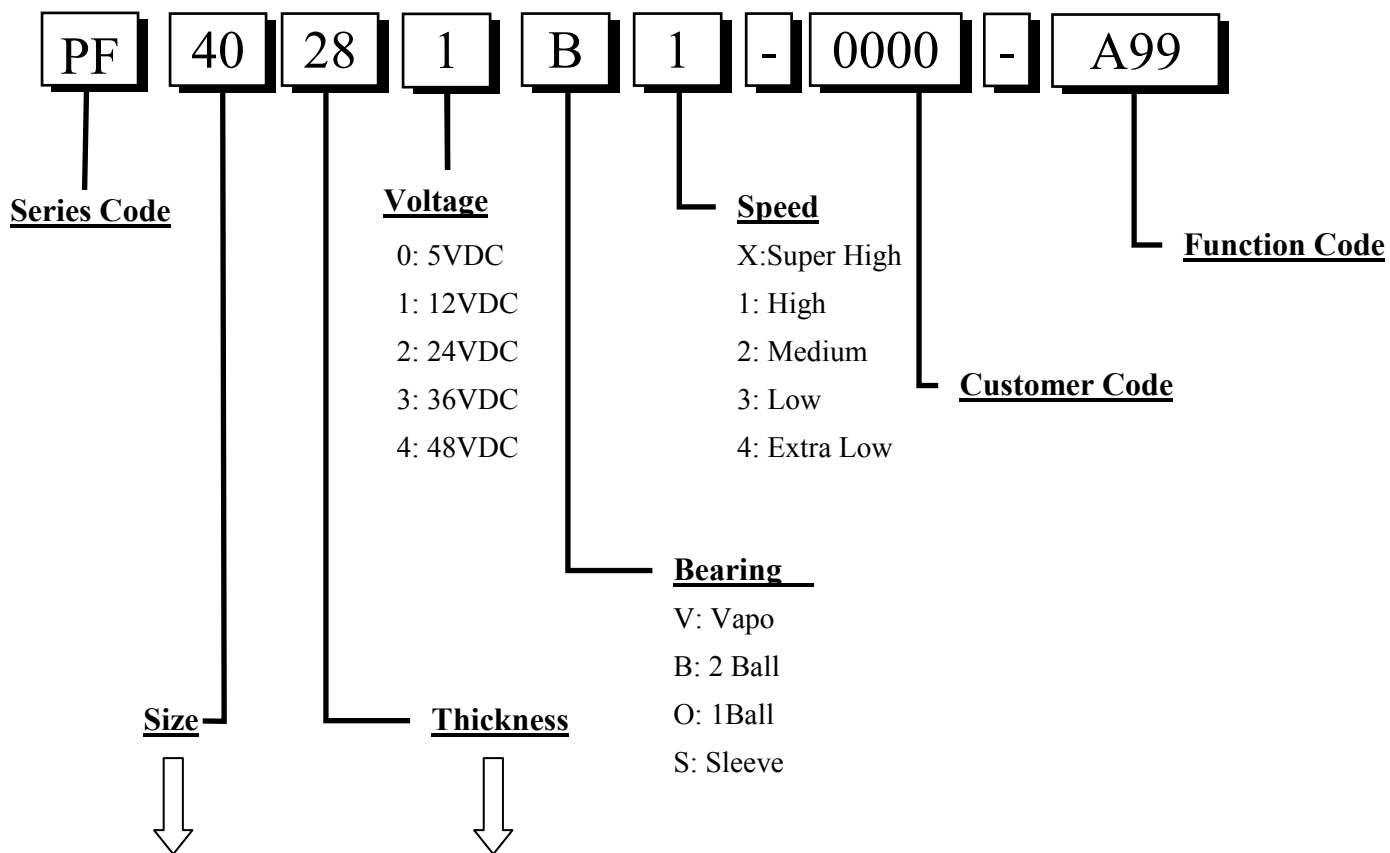 PF 40 28 1 B 1 - 0000 - A99
Series Code
Voltage
0: 5VDC
1: 12VDC
2: 24VDC
3: 36VDC
4: 48VDC
Speed
X:Super High
1: High
2: Medium
3: Low
4: Extra Low
Function Code
Customer Code
Bearing
V: Vapo
B: 2 Ball
O: 1Ball
S: Sleeve
Size
Thickness